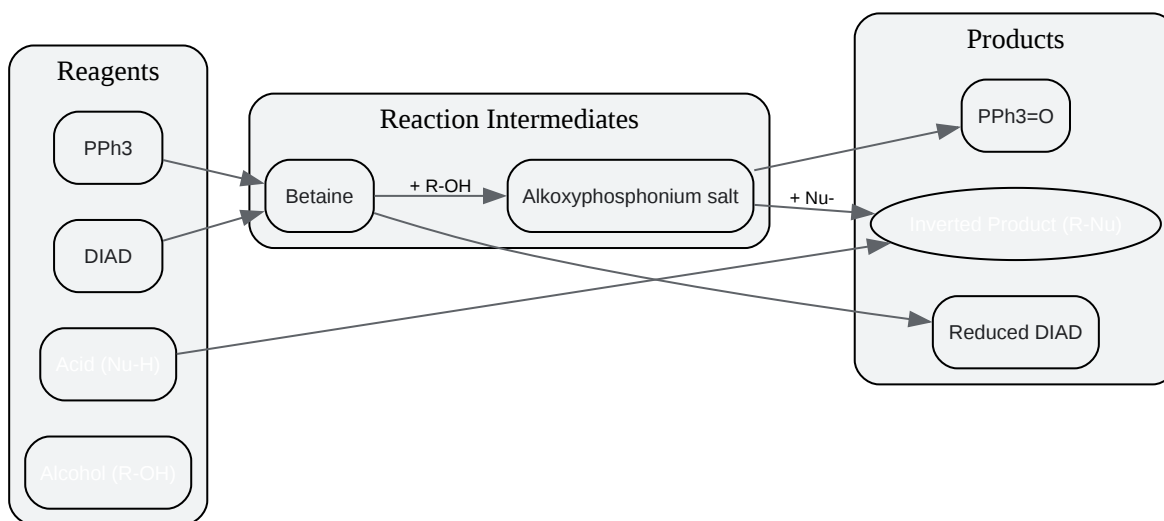 Reagents
PPh3
DIAD
Acid (Nu-H)
Alcohol (R-OH)
Reaction Intermediates
Betaine
+ R-OH
Alkoxyphosphonium salt
+ Nu-
Products
PPh3=O
Inverted Product (R-Nu)
Reduced DIAD